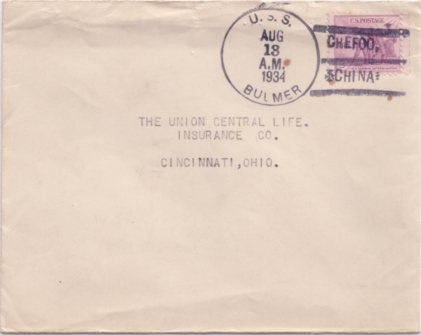 U. S. S.
AUG
13
A.M.
1934
BULMER
U.S. POSTAGE
CHEFOO,
CHINA
THE UNION CENTRAL LIFE.
INSURANCE CO.
CINCINNATI,OHIO.